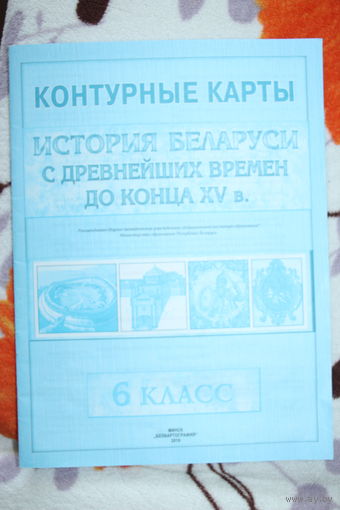 КОНТУРНЫЕ КАРТЫ
ИСТОРИЯ БЕЛАРУСИ
С ДРЕВНЕЙШИХ ВРЕМЕН
ДО КОНЦА XV в.
6 КЛАСС
МИНСК
"БЕЛКАРТОГРАФИЯ"